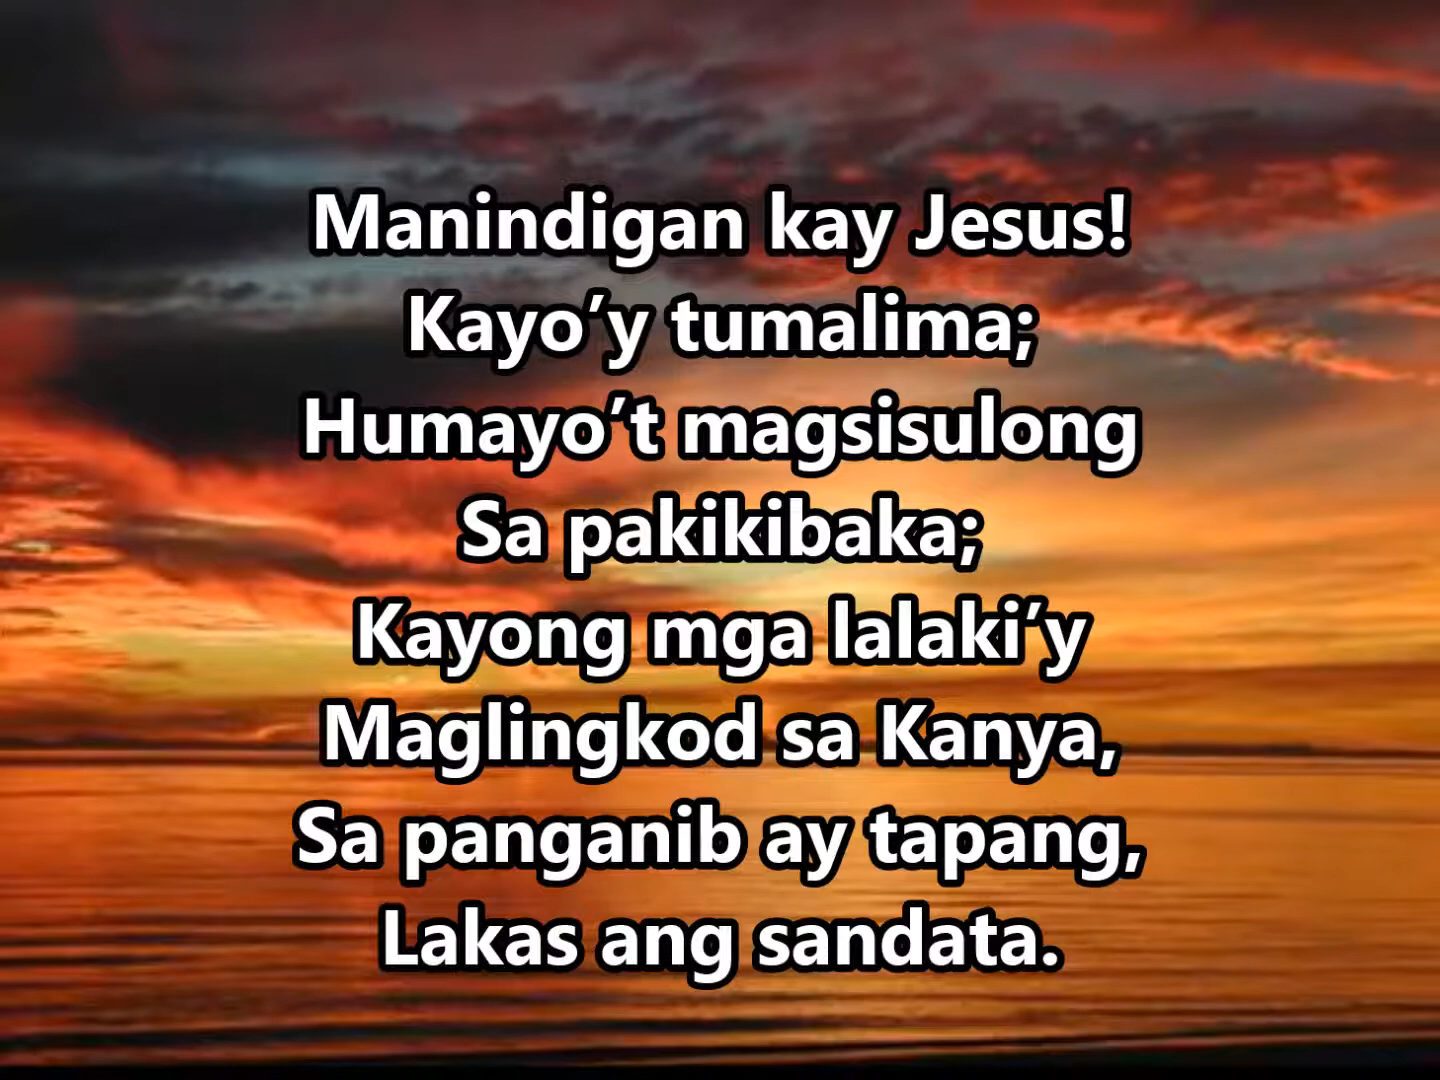 Manindigan kay Jesus!
Kayo’y tumalima;
Humayo’t magsisulong
Sa pakikibaka;
Kayong mga lalaki’y
Maglingkod sa Kanya,
Sa panganib ay tapang,
Lakas ang sandata.